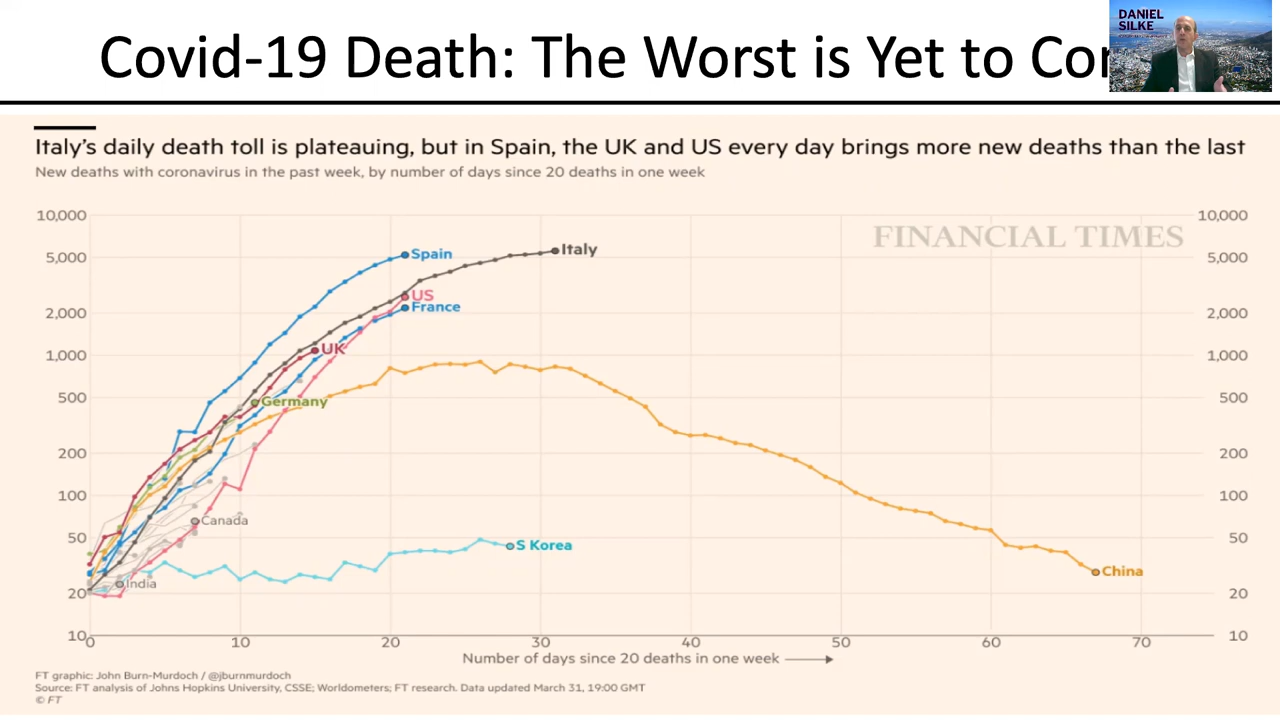 Covid-19 Death: The Worst is Yet to Co
DANIEL
SILKE
Italy's daily death toll is plateauing, but in Spain, the UK and US every day brings more new deaths than the last
New deaths with coronavirus in the past week, by number of days since 20 deaths in one week
FINANCIAL TIMES
10,000
5,000
2,000
1,000
500
200
100
50
20
10
10,000
5,000
2,000
1,000
500
200
100
50
20
10
Spain
Italy
US
France
UK
Germany
Canada
S Korea
China
India
0 10 20 30 40 50 60 70
Number of days since 20 deaths in one week
FT graphic: John Burn-Murdoch / @jburnmurdoch
Source: FT analysis of Johns Hopkins University, CSSE; Worldometers; FT research. Data updated March 31, 19:00 GMT
© FT